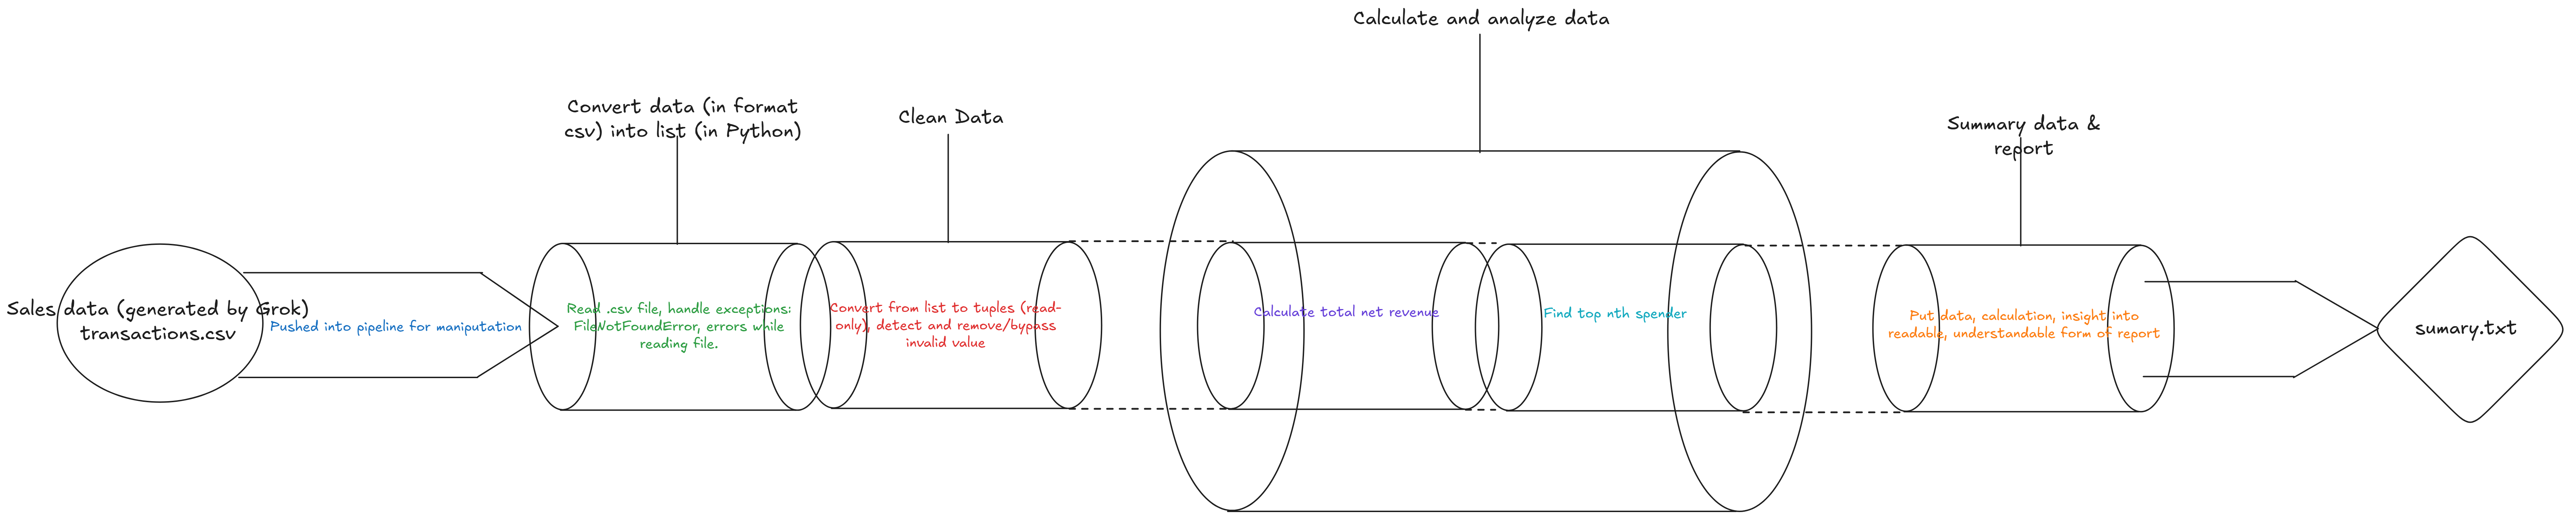 Calculate and analyze data
Convert data (in format
csv) into list (in Python)
Clean Data
Summary data &
report
Sales data (generated by Grok)
transactions.csv
Pushed into pipeline for maniputation
Read .csv file, handle exceptions:
FileNotFoundError, errors while
reading file.
Convert from list to tuples (read-
only), detect and remove/bypass
invalid value
Calculate total net revenue
Find top nth spender
Put data, calculation, insight into
readable, understandable form of report
sumary.txt